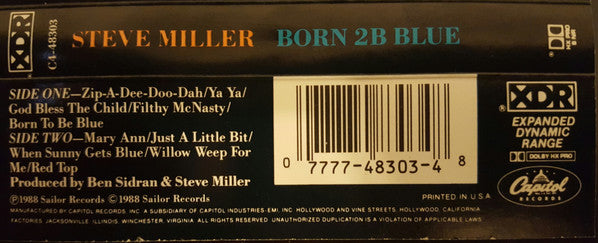 XDR
®
C4-48303
STEVE MILLER BORN 2B BLUE
HX PRO
B NR
SIDE ONE—Zip-A-Dee-Doo-Dah/Ya Ya/
God Bless The Child/Filthy McNasty/
Born To Be Blue
SIDE TWO—Mary Ann/Just A Little Bit/
When Sunny Gets Blue/Willow Weep For
Me/Red Top
Produced by Ben Sidran & Steve Miller
℗1988 Sailor Records ©1988 Sailor Records
MANUFACTURED BY CAPITOL RECORDS, INC. A SUBSIDIARY OF CAPITOL INDUSTRIES-EMI, INC. HOLLYWOOD AND VINE STREETS, HOLLYWOOD, CALIFORNIA.
FACTORIES: JACKSONVILLE, ILLINOIS, WINCHESTER, VIRGINIA. ALL RIGHTS RESERVED. UNAUTHORIZED DUPLICATION IS A VIOLATION OF APPLICABLE LAWS.
0 7777-48303-4 8
PRINTED IN U.S.A.
XDR
®
EXPANDED
DYNAMIC
RANGE
DOLBY HX PRO
Capitol
RECORDS
®